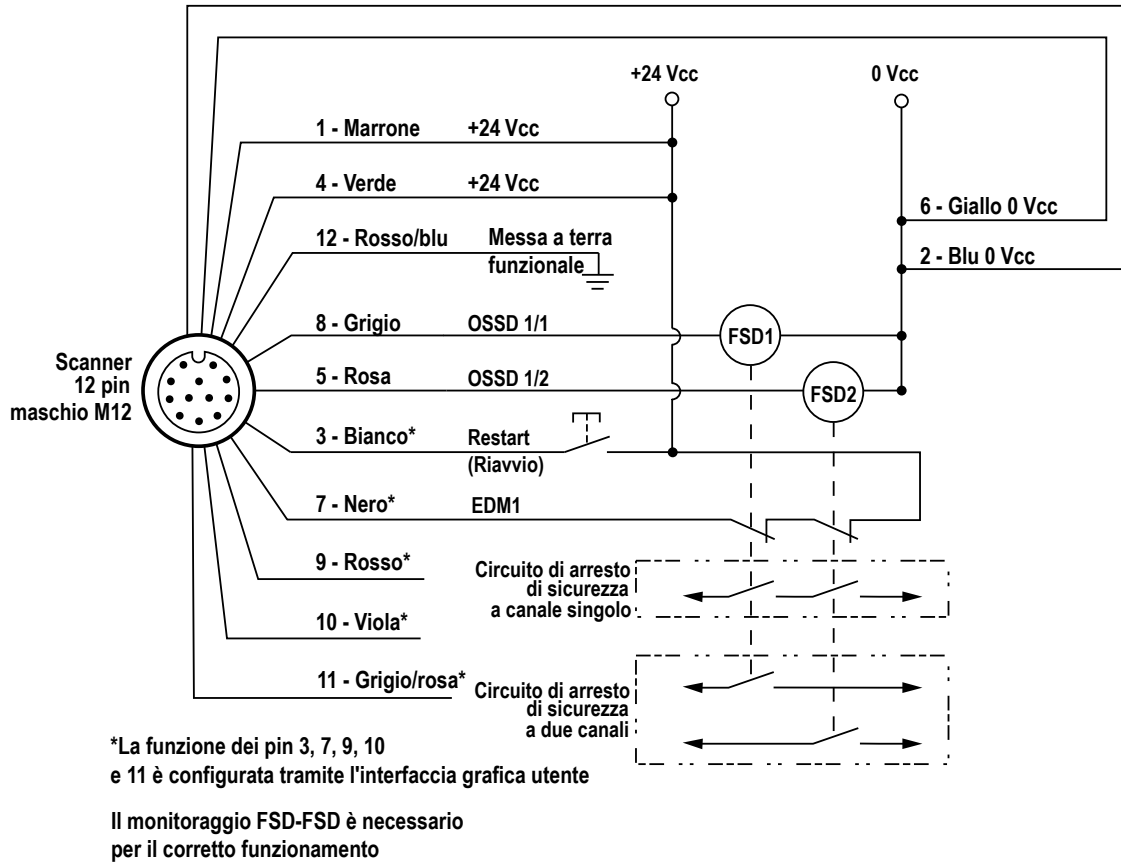 +24 Vcc
0 Vcc
1 - Marrone +24 Vcc
4 - Verde +24 Vcc
6 - Giallo 0 Vcc
12 - Rosso/blu Messa a terra
funzionale
2 - Blu 0 Vcc
8 - Grigio OSSD 1/1
FSD1
Scanner
12 pin
maschio M12
5 - Rosa OSSD 1/2
FSD2
3 - Bianco* Restart
(Riavvio)
7 - Nero* EDM1
9 - Rosso*
Circuito di arresto
di sicurezza
a canale singolo
10 - Viola*
11 - Grigio/rosa*
Circuito di arresto
di sicurezza
a due canali
*La funzione dei pin 3, 7, 9, 10
e 11 è configurata tramite l'interfaccia grafica utente
Il monitoraggio FSD-FSD è necessario
per il corretto funzionamento